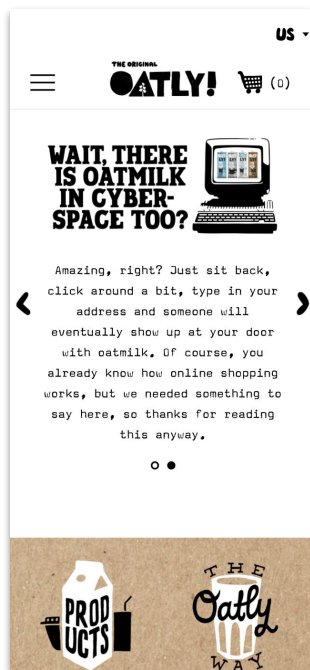 US
THE ORIGINAL
OATLY!
(0)
WAIT, THERE
IS OATMILK
IN CYBER-
SPACE TOO?
Amazing, right? Just sit back,
click around a bit, type in your
address and someone will
eventually show up at your door
with oatmilk. Of course, you
already know how online shopping
works, but we needed something to
say here, so thanks for reading
this anyway.
PROD
UCTS
THE
Oatly
WAY